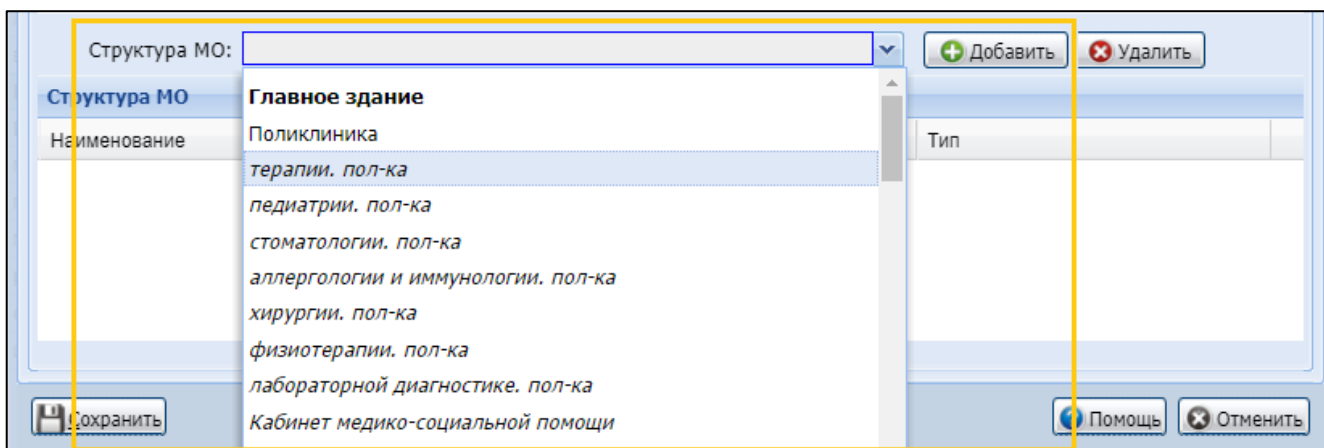 Структура МО: Добавить Удалить
Структура МО
Наименование Тип
Главное здание
Поликлиника
терапии. пол-ка
педиатрии. пол-ка
стоматологии. пол-ка
аллергологии и иммунологии. пол-ка
хирургии. пол-ка
физиотерапии. пол-ка
лабораторной диагностике. пол-ка
Кабинет медико-социальной помощи
Сохранить Помощь Отменить